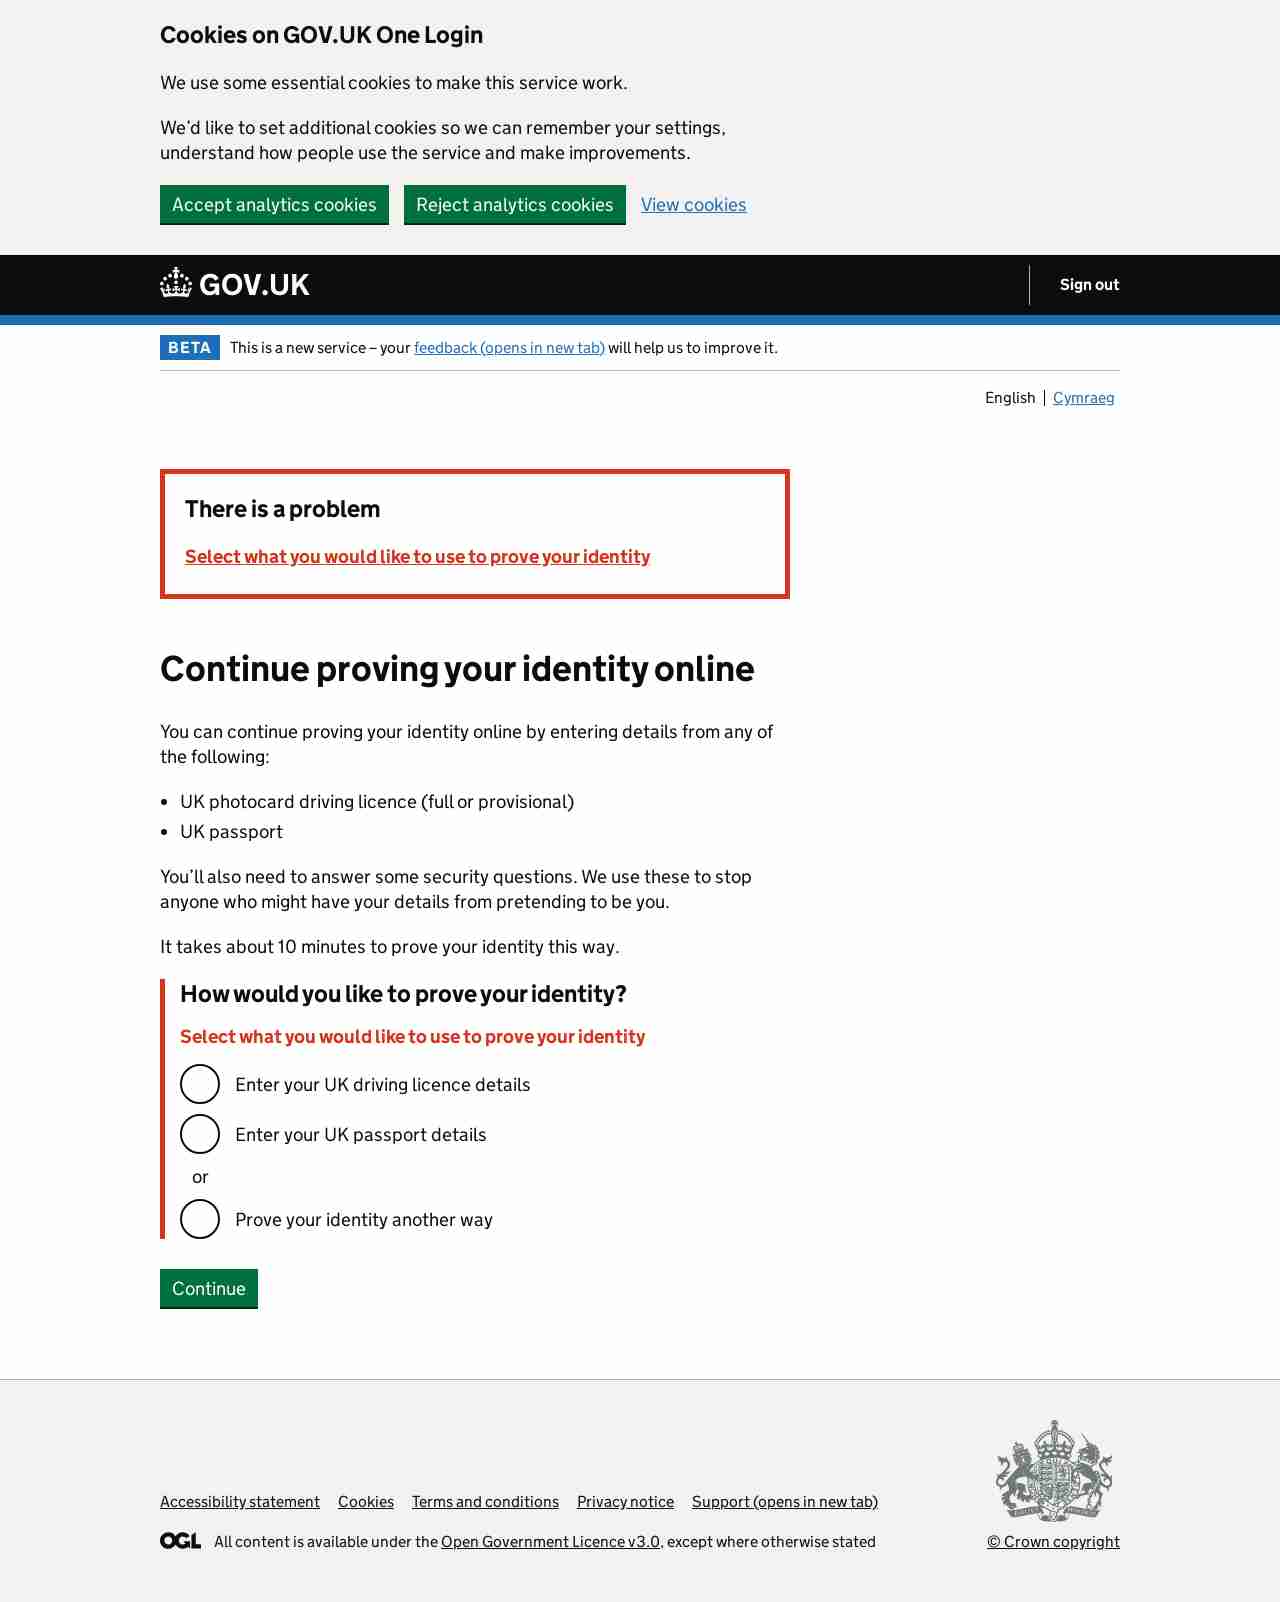 Cookies on GOV.UK One Login
We use some essential cookies to make this service work.
We’d like to set additional cookies so we can remember your settings,
understand how people use the service and make improvements.
Accept analytics cookies Reject analytics cookies View cookies
GOV.UK Sign out
BETA This is a new service – your feedback (opens in new tab) will help us to improve it.
English Cymraeg
There is a problem
Select what you would like to use to prove your identity
Continue proving your identity online
You can continue proving your identity online by entering details from any of
the following:
• UK photocard driving licence (full or provisional)
• UK passport
You’ll also need to answer some security questions. We use these to stop
anyone who might have your details from pretending to be you.
It takes about 10 minutes to prove your identity this way.
How would you like to prove your identity?
Select what you would like to use to prove your identity
Enter your UK driving licence details
Enter your UK passport details
or
Prove your identity another way
Continue
Accessibility statement Cookies Terms and conditions Privacy notice Support (opens in new tab)
OGL All content is available under the Open Government Licence v3.0, except where otherwise stated
© Crown copyright